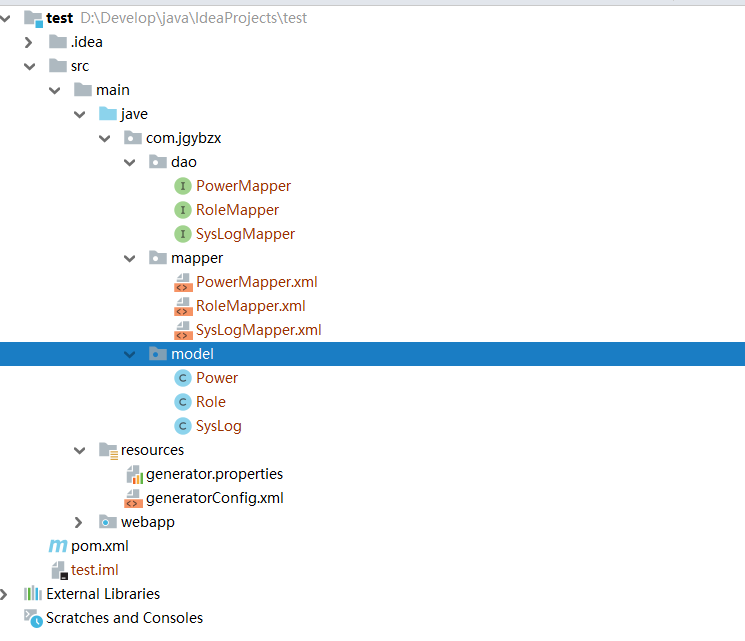 test D:\Develop\java\IdeaProjects\test
.idea
src
main
jave
com.jgybzx
dao
PowerMapper
RoleMapper
SysLogMapper
mapper
PowerMapper.xml
RoleMapper.xml
SysLogMapper.xml
model
Power
Role
SysLog
resources
generator.properties
generatorConfig.xml
webapp
pom.xml
test.iml
External Libraries
Scratches and Consoles